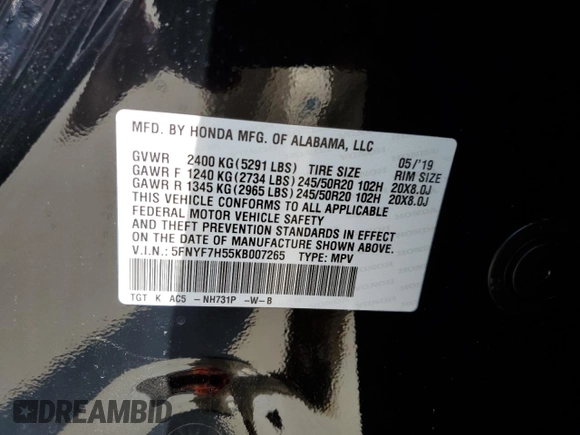 MFD. BY HONDA MFG. OF ALABAMA, LLC
GVWR 2400 KG(5291 LBS) TIRE SIZE 05/'19 RIM SIZE
GAWR F 1240 KG(2734 LBS) 245/50R20 102H 20X8.0J
GAWR R 1345 KG(2965 LBS) 245/50R20 102H 20X8.0J
THIS VEHICLE CONFORMS TO ALL APPLICABLE
FEDERAL MOTOR VEHICLE SAFETY
AND THEFT PREVENTION STANDARDS IN EFFECT
ON THE DATE OF MANUFACTURE SHOWN ABOVE.
V.I.N.: 5FNYF7H55KB007265 TYPE: MPV
TGT K AC5 -NH731P -W-B
DREAMBID